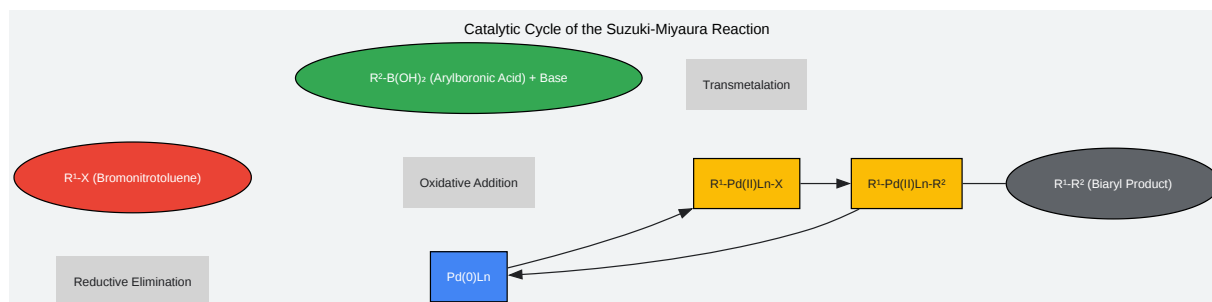 Catalytic Cycle of the Suzuki-Miyaura Reaction
R²-B(OH)₂ (Arylboronic Acid) + Base
Transmetalation
R¹-X (Bromonitrotoluene)
Oxidative Addition
R¹-Pd(II)Ln-X
R¹-Pd(II)Ln-R²
R¹-R² (Biaryl Product)
Reductive Elimination
Pd(0)Ln